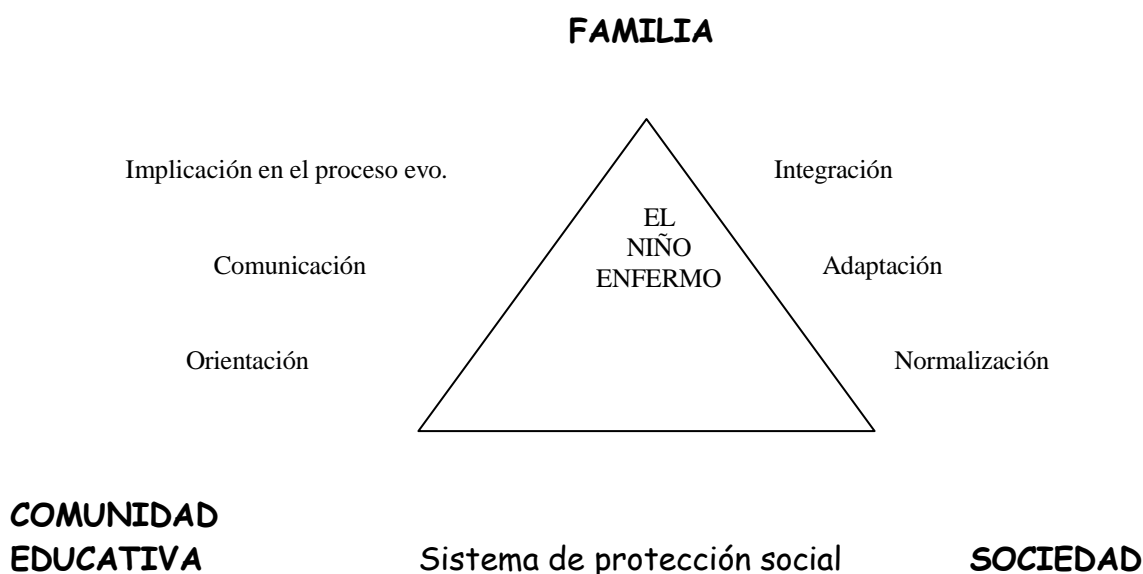 FAMILIA
Implicación en el proceso evo.
Integración
EL
NIÑO
ENFERMO
Comunicación
Adaptación
Orientación
Normalización
COMUNIDAD
EDUCATIVA
Sistema de protección social
SOCIEDAD